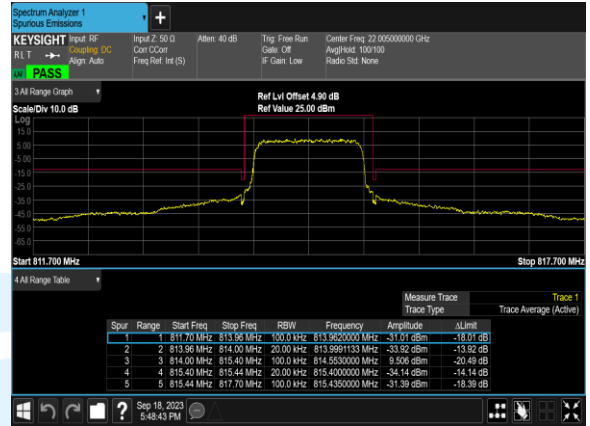 Spectrum Analyzer 1
Spurious Emissions
KEYSIGHT Input: RF Input Z: 50 Ω Atten: 40 dB Trig: Free Run Center Freq: 22.005000000 GHz
RLT Coupling: DC Corr CCorr Gate: Off Avg|Hold: 100/100
Align: Auto Freq Ref: Int (S) IF Gain: Low Radio Std: None
PASS
3 All Range Graph
Ref Lvl Offset 4.90 dB
Scale/Div 10.0 dB Ref Value 25.00 dBm
Log
15.0
5.00
-5.00
-15.0
-25.0
-35.0
-45.0
-55.0
-65.0
Start 811.700 MHz Stop 817.700 MHz
4 All Range Table
Measure Trace Trace 1
Trace Type Trace Average (Active)
Spur Range Start Freq Stop Freq RBW Frequency Amplitude ΔLimit
1 1 811.70 MHz 813.96 MHz 100.0 kHz 813.9620000 MHz -31.01 dBm -18.01 dB
2 2 813.96 MHz 814.00 MHz 20.00 kHz 813.9991133 MHz -33.92 dBm -13.92 dB
3 3 814.00 MHz 815.40 MHz 100.0 kHz 814.5530000 MHz 9.506 dBm -20.49 dB
4 4 815.40 MHz 815.44 MHz 20.00 kHz 815.4000000 MHz -34.14 dBm -14.14 dB
5 5 815.44 MHz 817.70 MHz 100.0 kHz 815.4350000 MHz -31.39 dBm -18.39 dB
Sep 18, 2023
5:48:43 PM